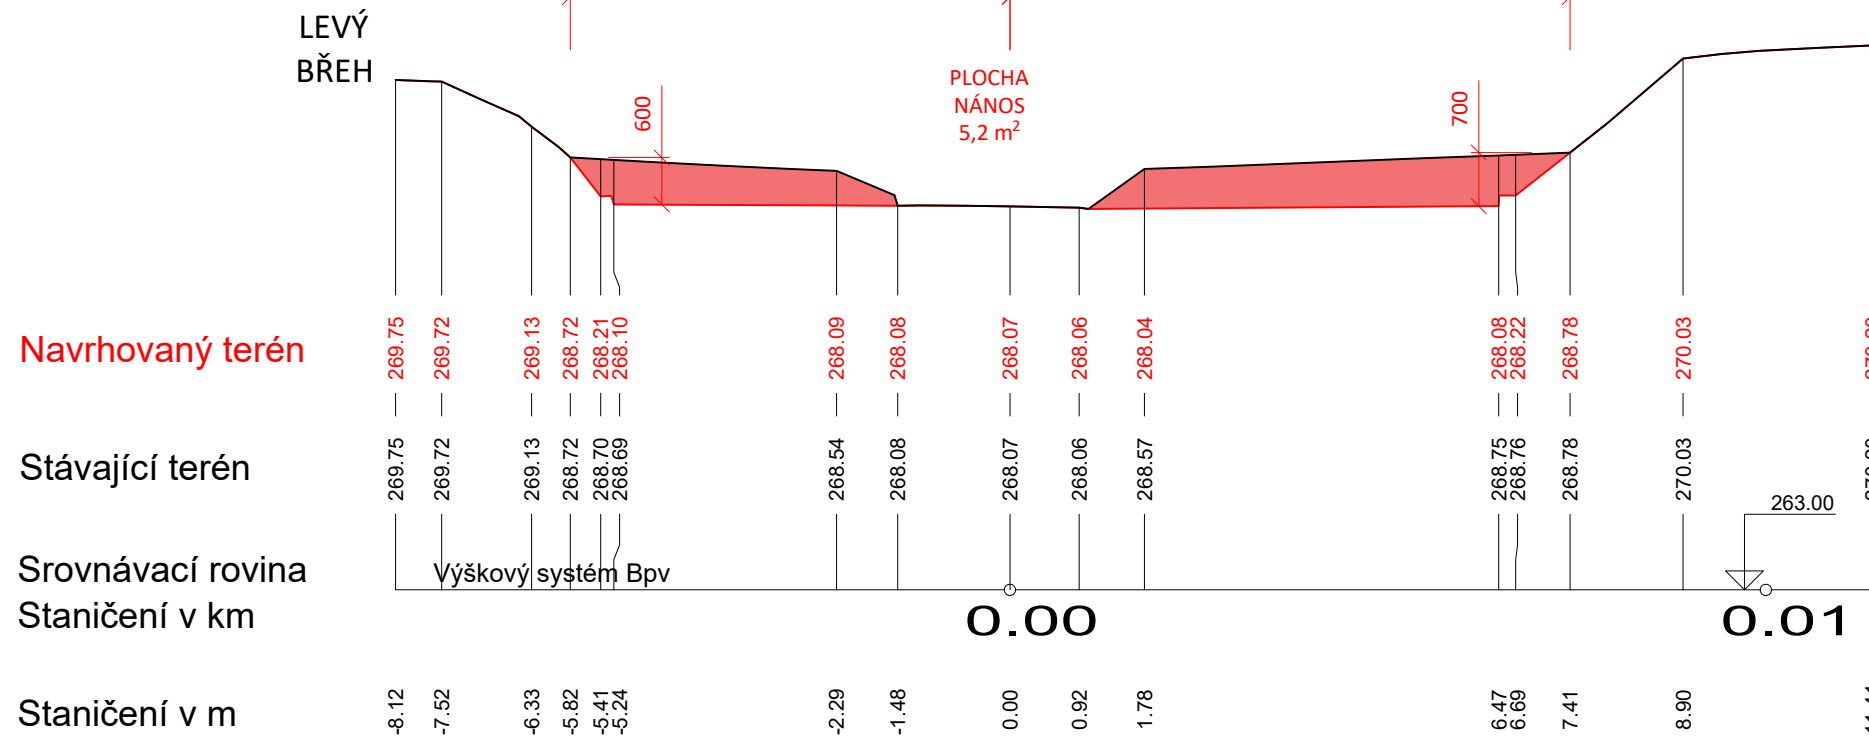 LEVÝ
BŘEH
PLOCHA
NÁNOS
5,2 m²
600
700
Navrhovaný terén 269.75 269.72 269.13 268.72 268.21 268.10 268.09 268.08 268.07 268.06 268.04 268.08 268.22 268.78 270.03
Stávající terén 269.75 269.72 269.13 268.72 268.70 268.69 268.54 268.08 268.07 268.06 268.57 268.75 268.76 268.78 270.03
263.00
Srovnávací rovina Výškový systém Bpv
Staničení v km 0.00 0.01
Staničení v m -8.12 -7.52 -6.33 -5.82 -5.41 -5.24 -2.29 -1.48 0.00 0.92 1.78 6.47 6.69 7.41 8.90